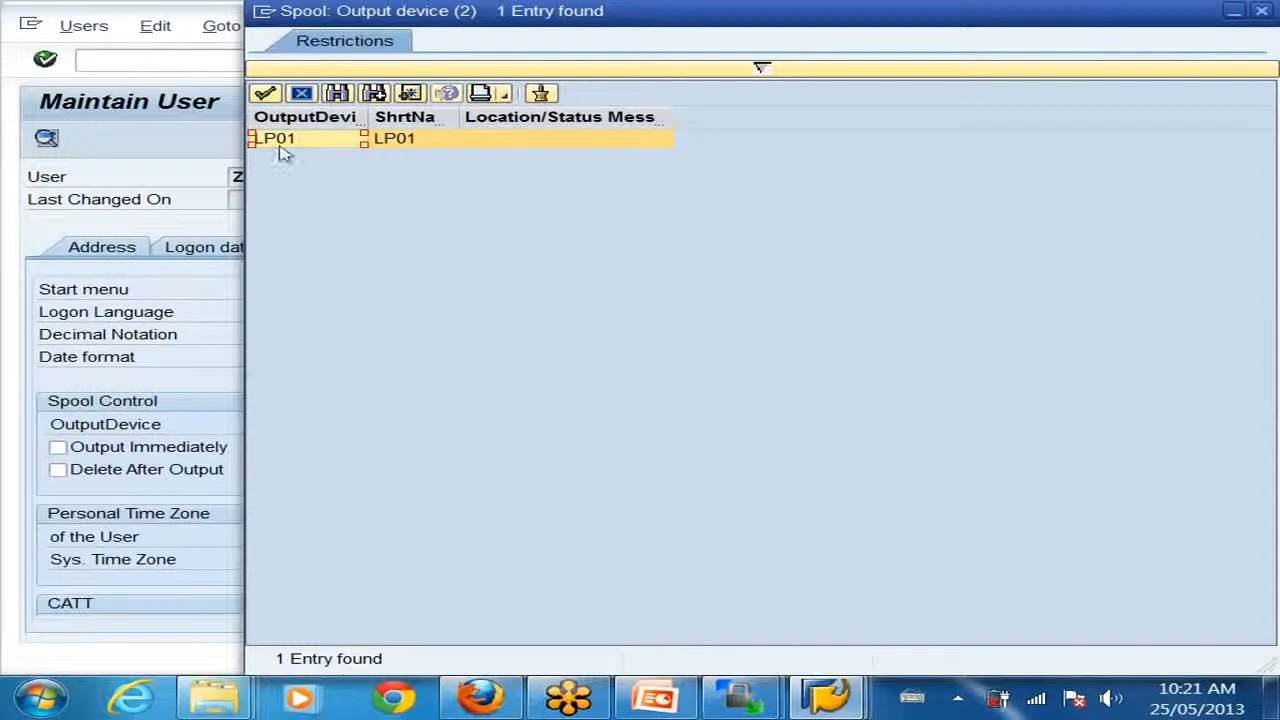 Spool: Output device (2) 1 Entry found
Users Edit Goto
Restrictions
Maintain User
OutputDevi... ShrtNa... Location/Status Mess...
LP01 LP01
User Z
Last Changed On
Address Logon dat
Start menu
Logon Language
Decimal Notation
Date format
Spool Control
OutputDevice
Output Immediately
Delete After Output
Personal Time Zone
of the User
Sys. Time Zone
CATT
1 Entry found
10:21 AM
25/05/2013